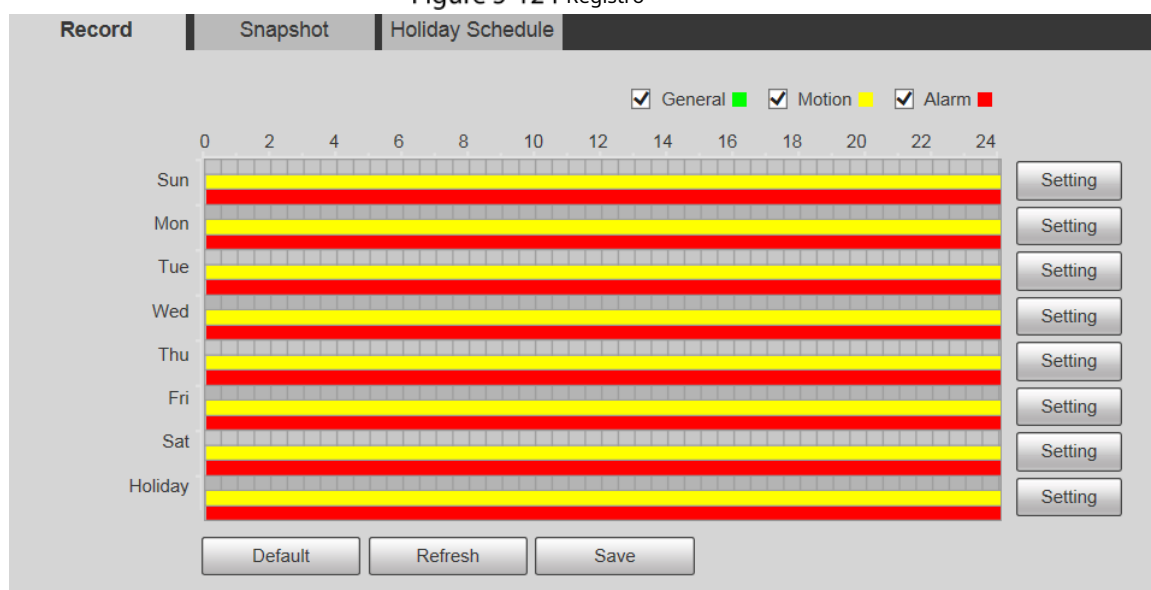 Figure 5-124 Registro
Record Snapshot Holiday Schedule
General Motion Alarm
0 2 4 6 8 10 12 14 16 18 20 22 24
Sun Setting
Mon Setting
Tue Setting
Wed Setting
Thu Setting
Fri Setting
Sat Setting
Holiday Setting
Default Refresh Save